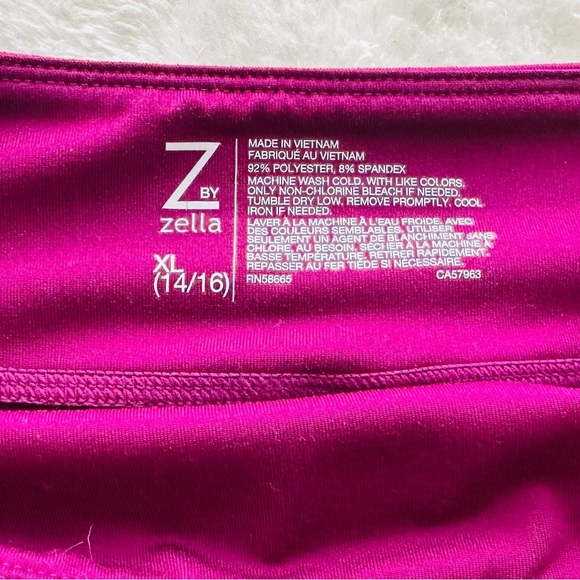 Z
BY
zella
XL
(14/16)
MADE IN VIETNAM
FABRIQUÉ AU VIETNAM
92% POLYESTER, 8% SPANDEX
MACHINE WASH COLD. WITH LIKE COLORS.
ONLY NON-CHLORINE BLEACH IF NEEDED.
TUMBLE DRY LOW. REMOVE PROMPTLY. COOL
IRON IF NEEDED.
LAVER À LA MACHINE À L'EAU FROIDE. AVEC
DES COULEURS SEMBLABLES. UTILISER
SEULEMENT UN AGENT DE BLANCHIMENT SANS
CHLORE, AU BESOIN. SÉCHER À LA MACHINE À
BASSE TEMPÉRATURE. RETIRER RAPIDEMENT.
REPASSER AU FER TIÈDE SI NÉCESSAIRE.
FIN58665 CA57963